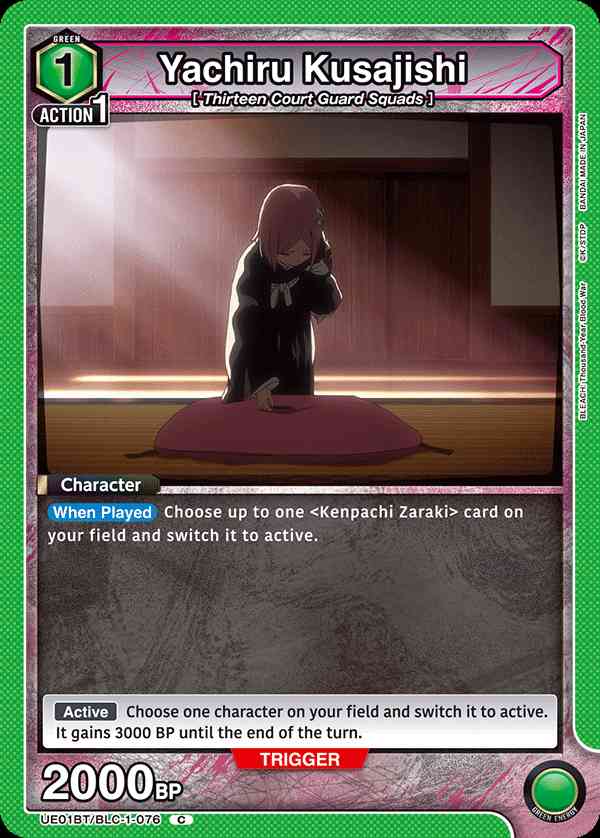 GREEN
1
ACTION 1
Yachiru Kusajishi
[ Thirteen Court Guard Squads ]
BANDAI MADE IN JAPAN
©K/STDP
BLEACH: Thousand-Year Blood War
Character
When Played Choose up to one <Kenpachi Zaraki> card on
your field and switch it to active.
Active Choose one character on your field and switch it to active.
It gains 3000 BP until the end of the turn.
TRIGGER
2000BP
UE01BT/BLC-1-076 C
GREEN ENERGY